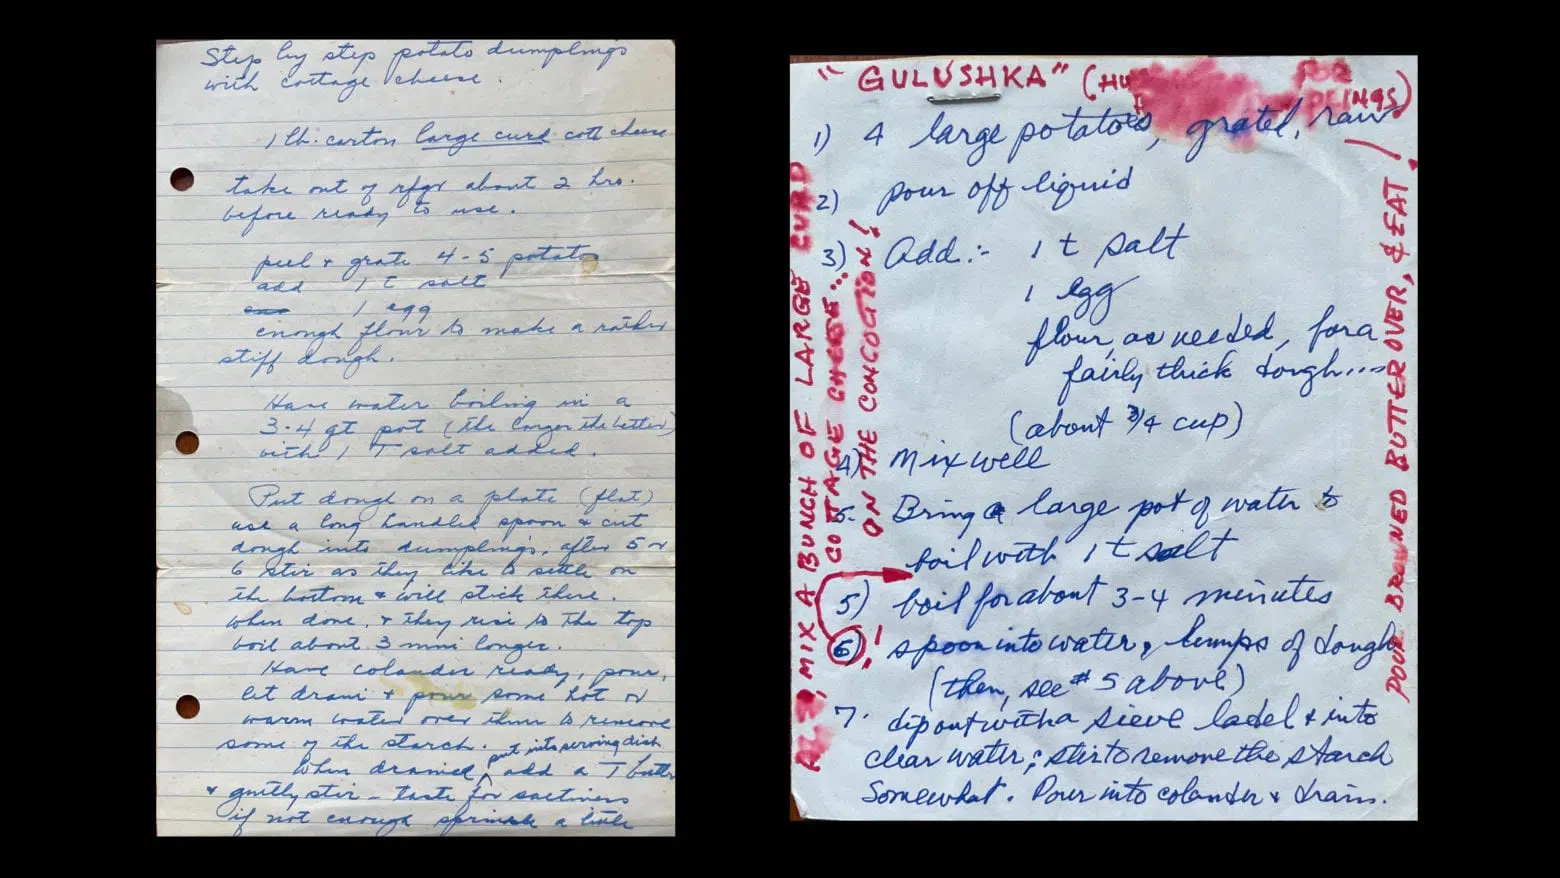 Step by step potato dumplings
with cottage cheese.
1 lb. carton large curd cott cheese
take out of rfgr about 2 hrs.
before ready to use.
peel + grate 4-5 potatoes
add 1 t salt
1 egg
enough flour to make a rather
stiff dough.
Have water boiling in a
3-4 qt pot (the larger the better)
with 1 T salt added.
Put dough on a plate (flat)
use a long handled spoon & cut
dough into dumplings, after 5 or
6 stir as they like to settle on
the bottom & will stick there.
when done, & they rise to the top
boil about 3 min longer.
Have colander ready, pour,
let drain & pour some hot or
warm water over them to remove
some of the starch. put into serving dish
When drained add a T butter
& gently stir - taste for saltiness
if not enough sprinkle a little
"GULUSHKA" (HU
FOR
INGS)
1) 4 large potatoes, grated, raw
2) pour off liquid
3) Add:- 1 t salt
1 egg
flour, as needed, for a
fairly thick dough...
(about 3/4 cup)
4) Mix well
5. Bring a large pot of water to
boil with 1 t salt
5) boil for about 3-4 minutes
6)! spoon into water, lumps of dough
(then, see #5 above)
7. dip out with a sieve ladel & into
clear water; stir to remove the starch
Somewhat. Pour into colander & drain.
MIX A BUNCH OF LARGE CURD
COTTAGE CHEESE...
ON THE CONCOCTION!
POUR BROWNED BUTTER OVER, & EAT!